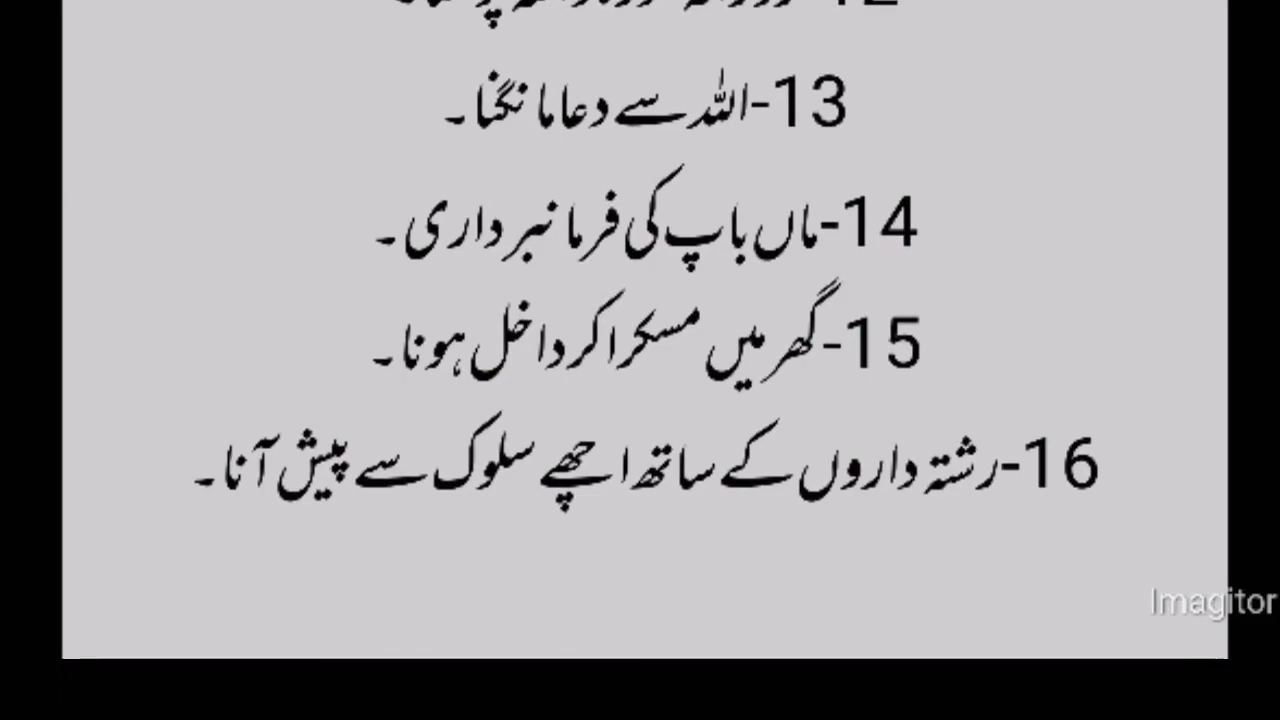 12-
13-اللہ سے دعا مانگنا۔
14-ماں باپ کی فرمانبرداری۔
15-گھر میں مسکرا کر داخل ہونا۔
16-رشتہ داروں کے ساتھ اچھے سلوک سے پیش آنا۔
Imagitor